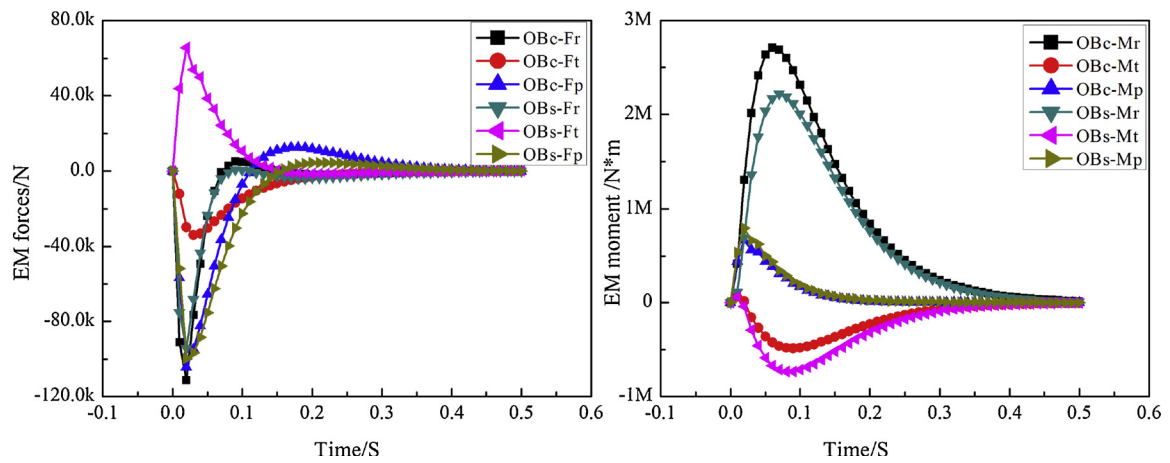 80.0k
40.0k
0.0
-40.0k
-80.0k
-120.0k
EM forces/N
-0.1 0.0 0.1 0.2 0.3 0.4 0.5 0.6
Time/S
OBc-Fr
OBc-Ft
OBc-Fp
OBs-Fr
OBs-Ft
OBs-Fp
3M
2M
1M
0
-1M
EM moment /N*m
-0.1 0.0 0.1 0.2 0.3 0.4 0.5 0.6
Time/S
OBc-Mr
OBc-Mt
OBc-Mp
OBs-Mr
OBs-Mt
OBs-Mp